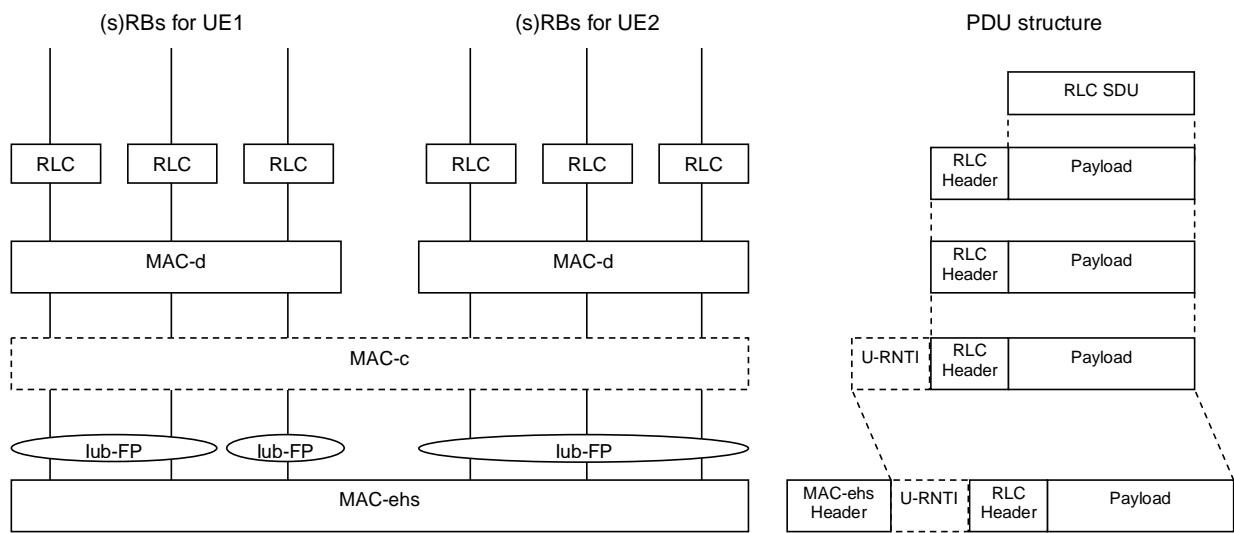 (s)RBs for UE1
(s)RBs for UE2
PDU structure
RLC SDU
RLC
RLC
RLC
RLC
RLC
RLC
RLC
Header
Payload
MAC-d
MAC-d
RLC
Header
Payload
MAC-c
U-RNTI
RLC
Header
Payload
Iub-FP
Iub-FP
Iub-FP
MAC-ehs
MAC-ehs
Header
U-RNTI
RLC
Header
Payload